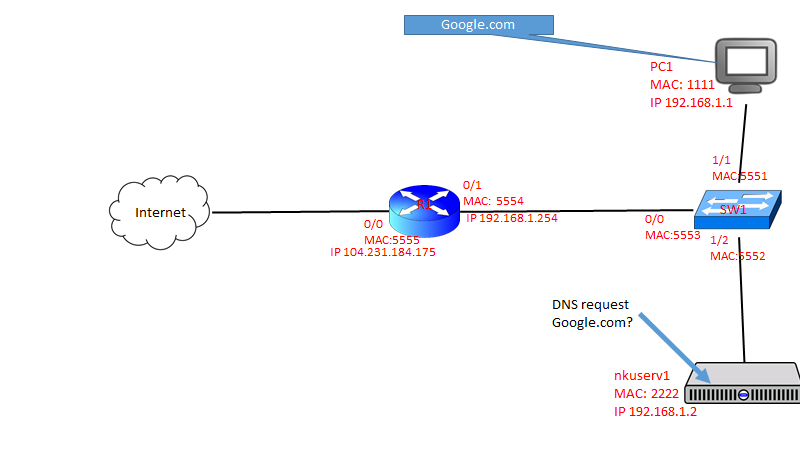 Google.com
PC1
MAC: 1111
IP 192.168.1.1
1/1
MAC:5551
0/1
MAC: 5554
IP 192.168.1.254
R1
Internet
SW1
0/0
MAC:5553
0/0
MAC:5555
IP 104.231.184.175
1/2
MAC:5552
DNS request
Google.com?
nkuserv1
MAC: 2222
IP 192.168.1.2